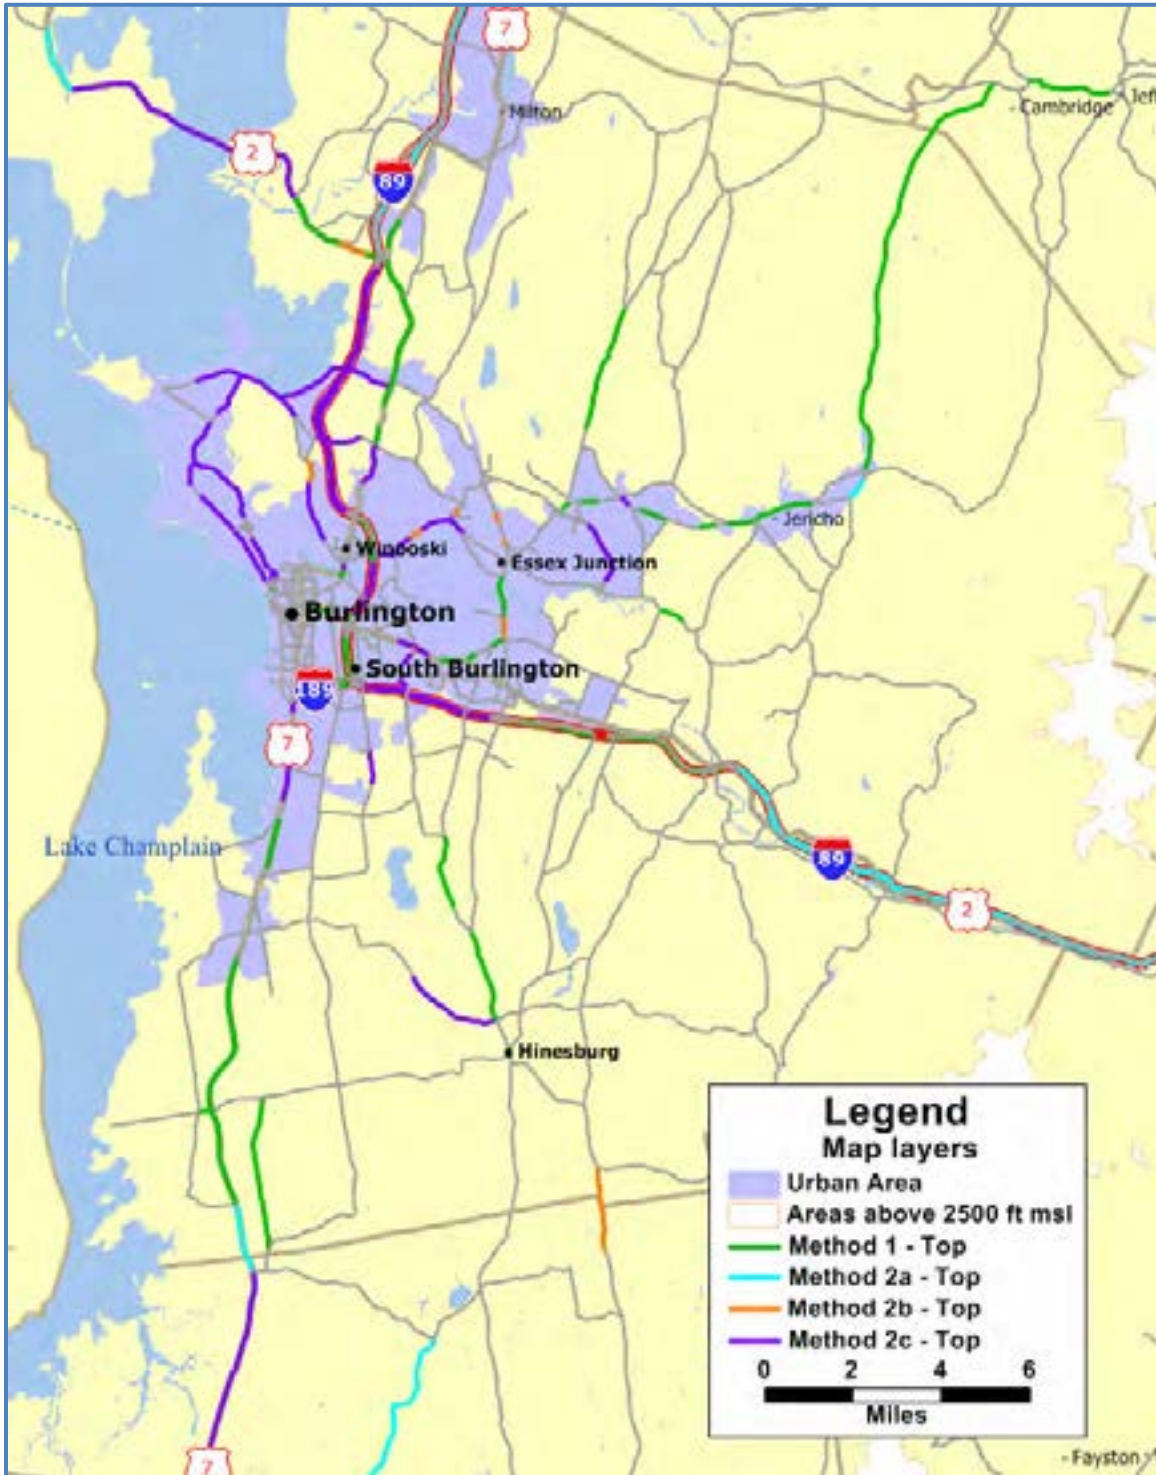 7
Milton
Cambridge
Jeff
2
89
Jericho
Winooski
Essex Junction
Burlington
South Burlington
189
7
Lake Champlain
89
2
Hinesburg
Legend
Map layers
Urban Area
Areas above 2500 ft msl
Method 1 - Top
Method 2a - Top
Method 2b - Top
Method 2c - Top
0 2 4 6
Miles
7
Fayston